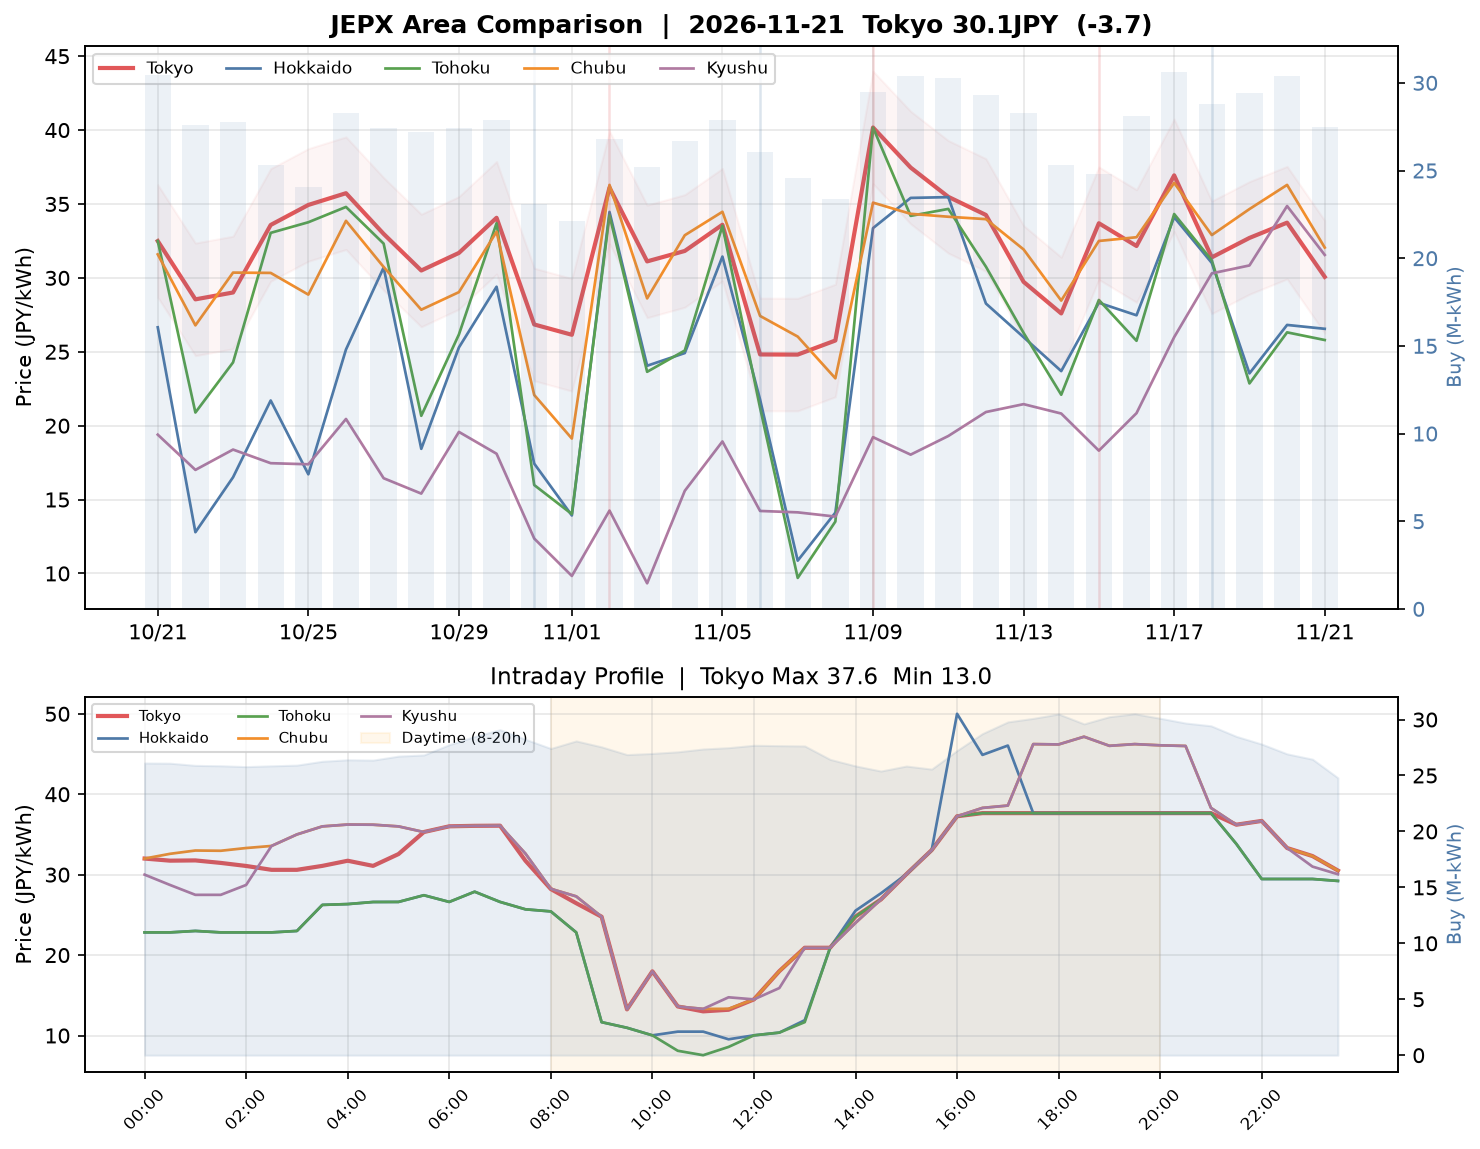 JEPX Area Comparison | 2026-11-21 Tokyo 30.1JPY (-3.7)
Tokyo Hokkaido Tohoku Chubu Kyushu
Price (JPY/kWh)
45
40
35
30
25
20
15
10
30
25
20
15
10
5
0
Buy (M-kWh)
10/21 10/25 10/29 11/01 11/05 11/09 11/13 11/17 11/21
Intraday Profile | Tokyo Max 37.6 Min 13.0
Tokyo Tohoku Kyushu
Hokkaido Chubu Daytime (8-20h)
Price (JPY/kWh)
50
40
30
20
10
30
25
20
15
10
5
0
Buy (M-kWh)
00:00 02:00 04:00 06:00 08:00 10:00 12:00 14:00 16:00 18:00 20:00 22:00